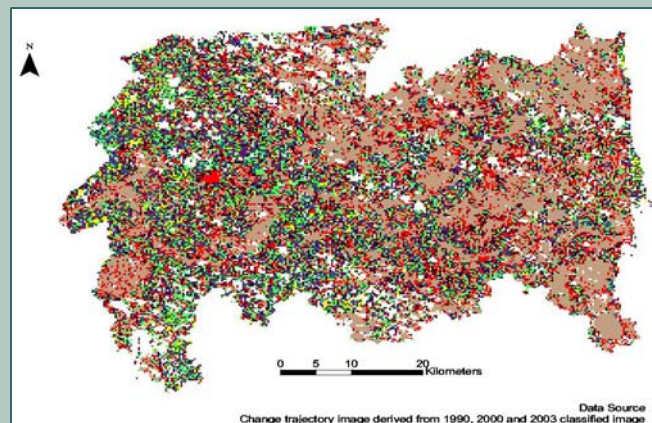 N
0 5 10 20
Kilometers
Data Source
Change trajectory image derived from 1990, 2000 and 2003 classified image